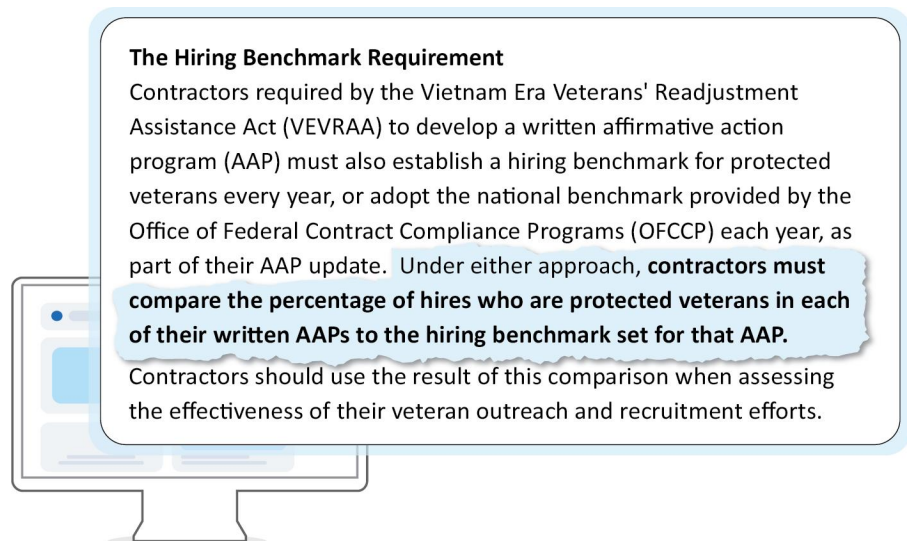 The Hiring Benchmark Requirement
Contractors required by the Vietnam Era Veterans' Readjustment
Assistance Act (VEVRAA) to develop a written affirmative action
program (AAP) must also establish a hiring benchmark for protected
veterans every year, or adopt the national benchmark provided by the
Office of Federal Contract Compliance Programs (OFCCP) each year, as
part of their AAP update. Under either approach, contractors must
compare the percentage of hires who are protected veterans in each
of their written AAPs to the hiring benchmark set for that AAP.
Contractors should use the result of this comparison when assessing
the effectiveness of their veteran outreach and recruitment efforts.